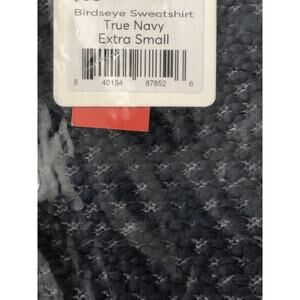 Birdseye Sweatshirt
True Navy
Extra Small
8 40154 87852 6